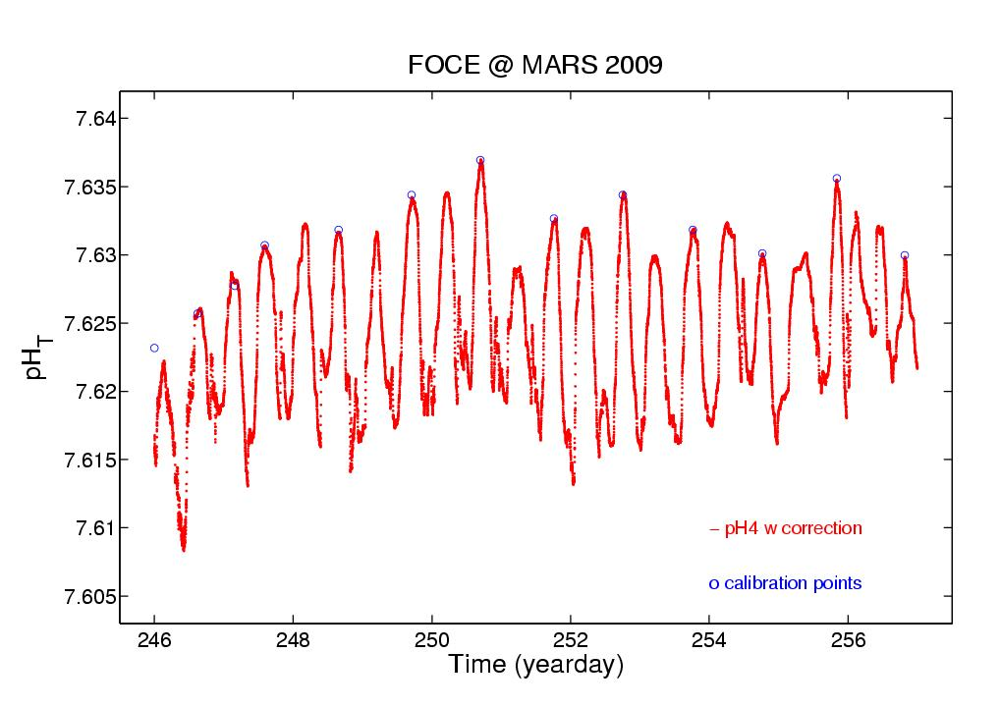 FOCE @ MARS 2009
7.64
7.635
7.63
7.625
7.62
7.615
7.61
7.605
pH_T
– pH4 w correction
o calibration points
246 248 250 252 254 256
Time (yearday)